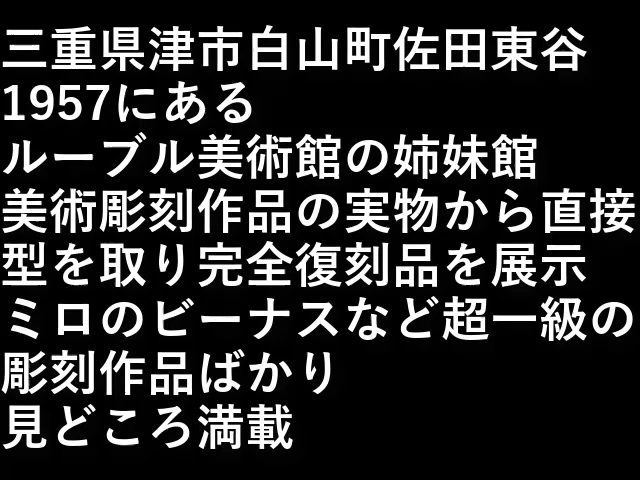 三重県津市白山町佐田東谷
1957にある
ルーブル美術館の姉妹館
美術彫刻作品の実物から直接
型を取り完全復刻品を展示
ミロのビーナスなど超一級の
彫刻作品ばかり
見どころ満載